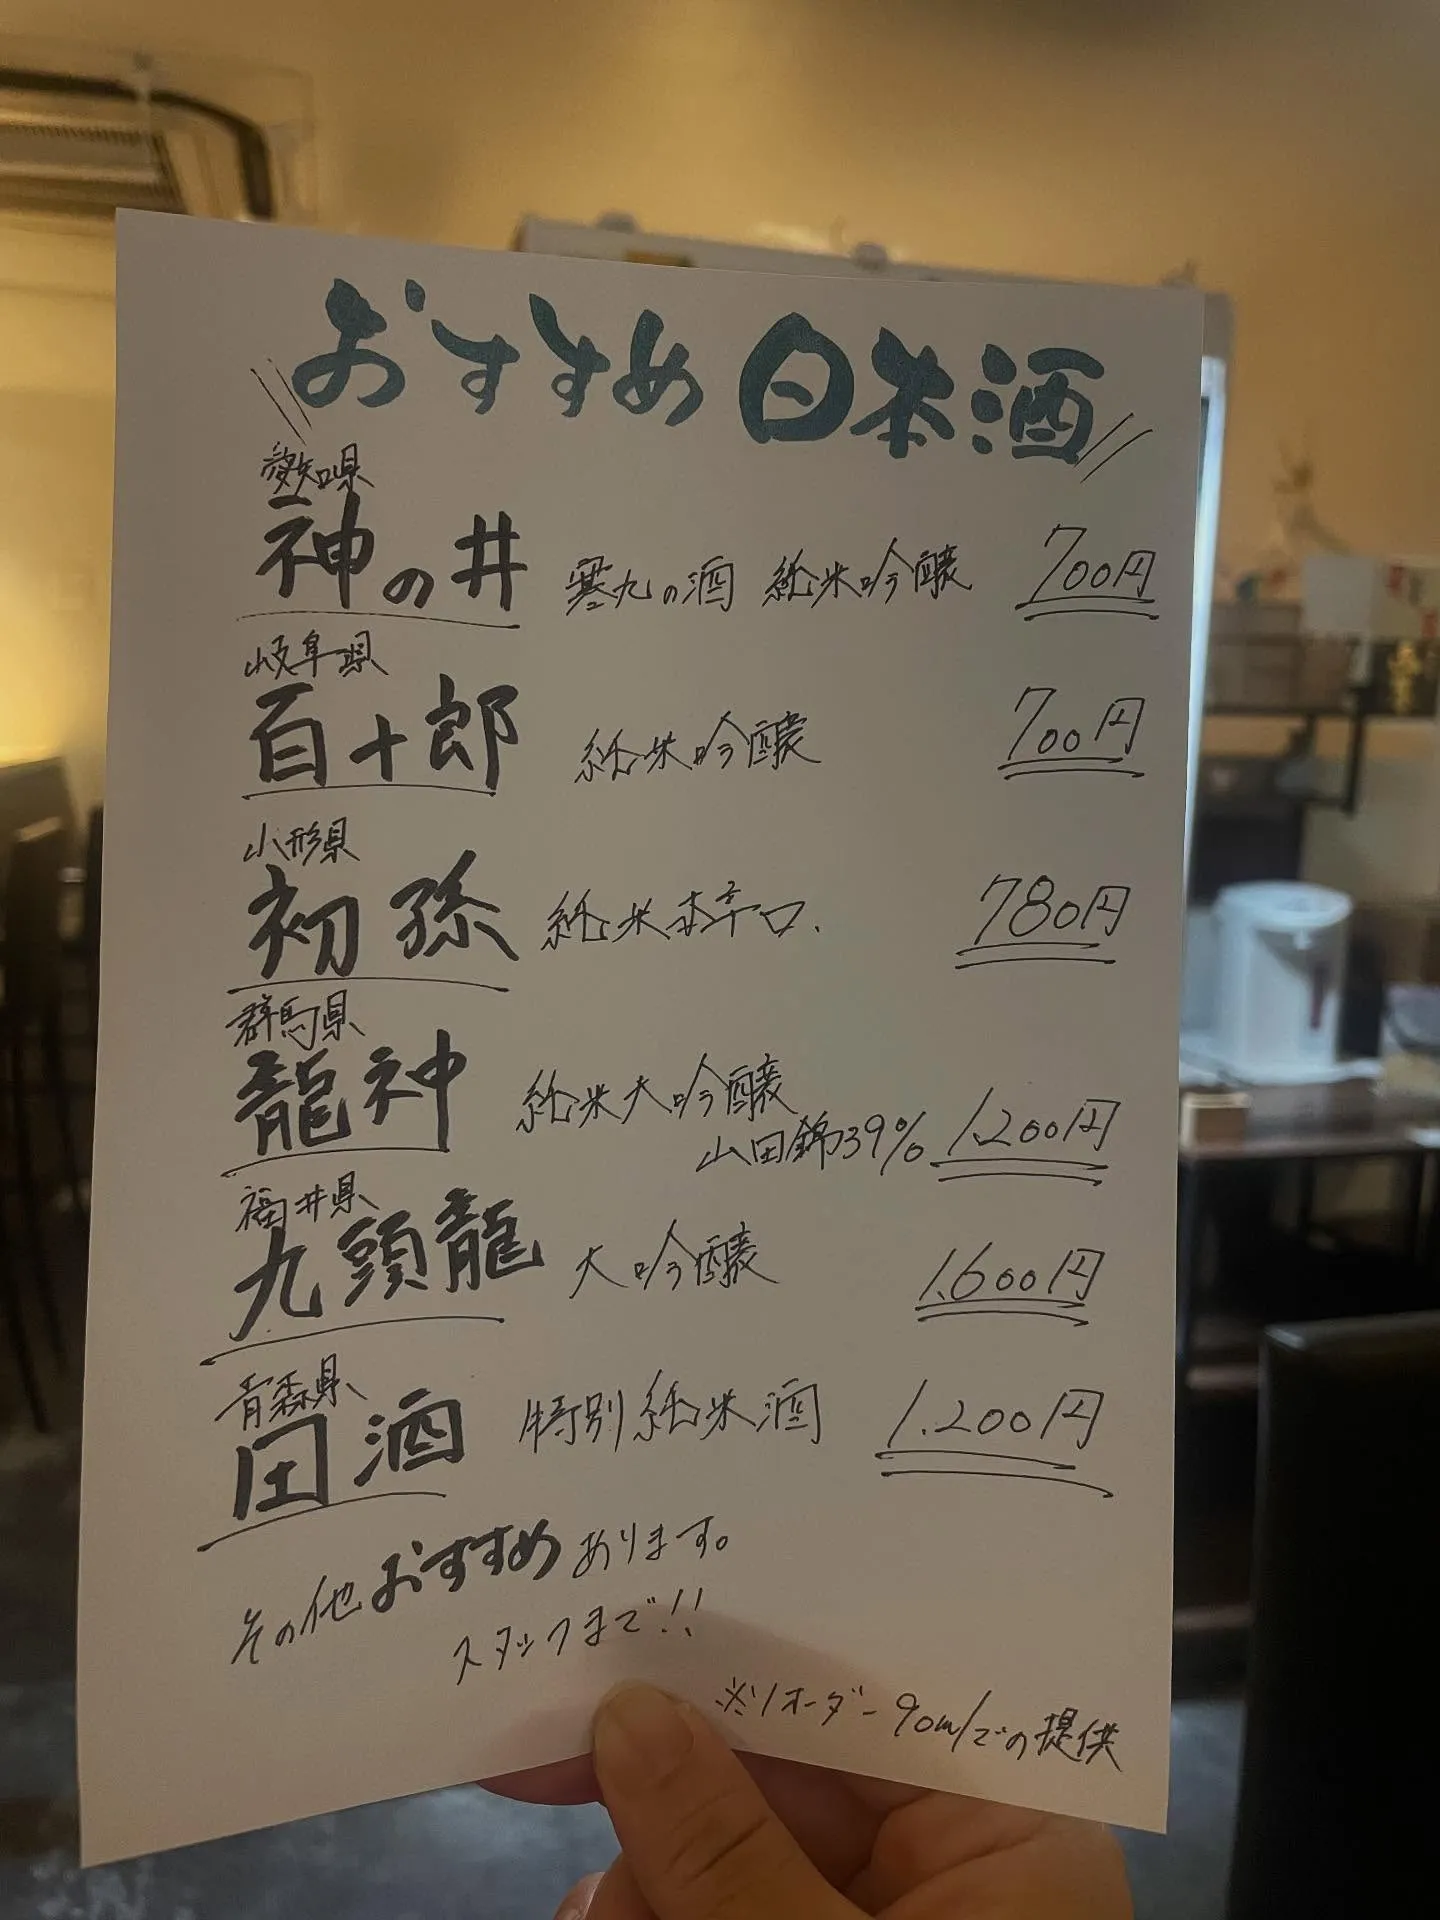 おすすめ日本酒
愛知県
神の井 寒九の酒 純米吟醸 700円
岐阜県
百十郎 純米吟醸 700円
山形県
初孫 純米本辛口. 780円
群馬県
龍神 純米大吟醸
山田錦39% 1.200円
福井県
九頭龍 大吟醸 1.600円
青森県
田酒 特別純米酒 1.200円
その他おすすめあります。
スタッフまで!!
※1オーダー90mlでの提供